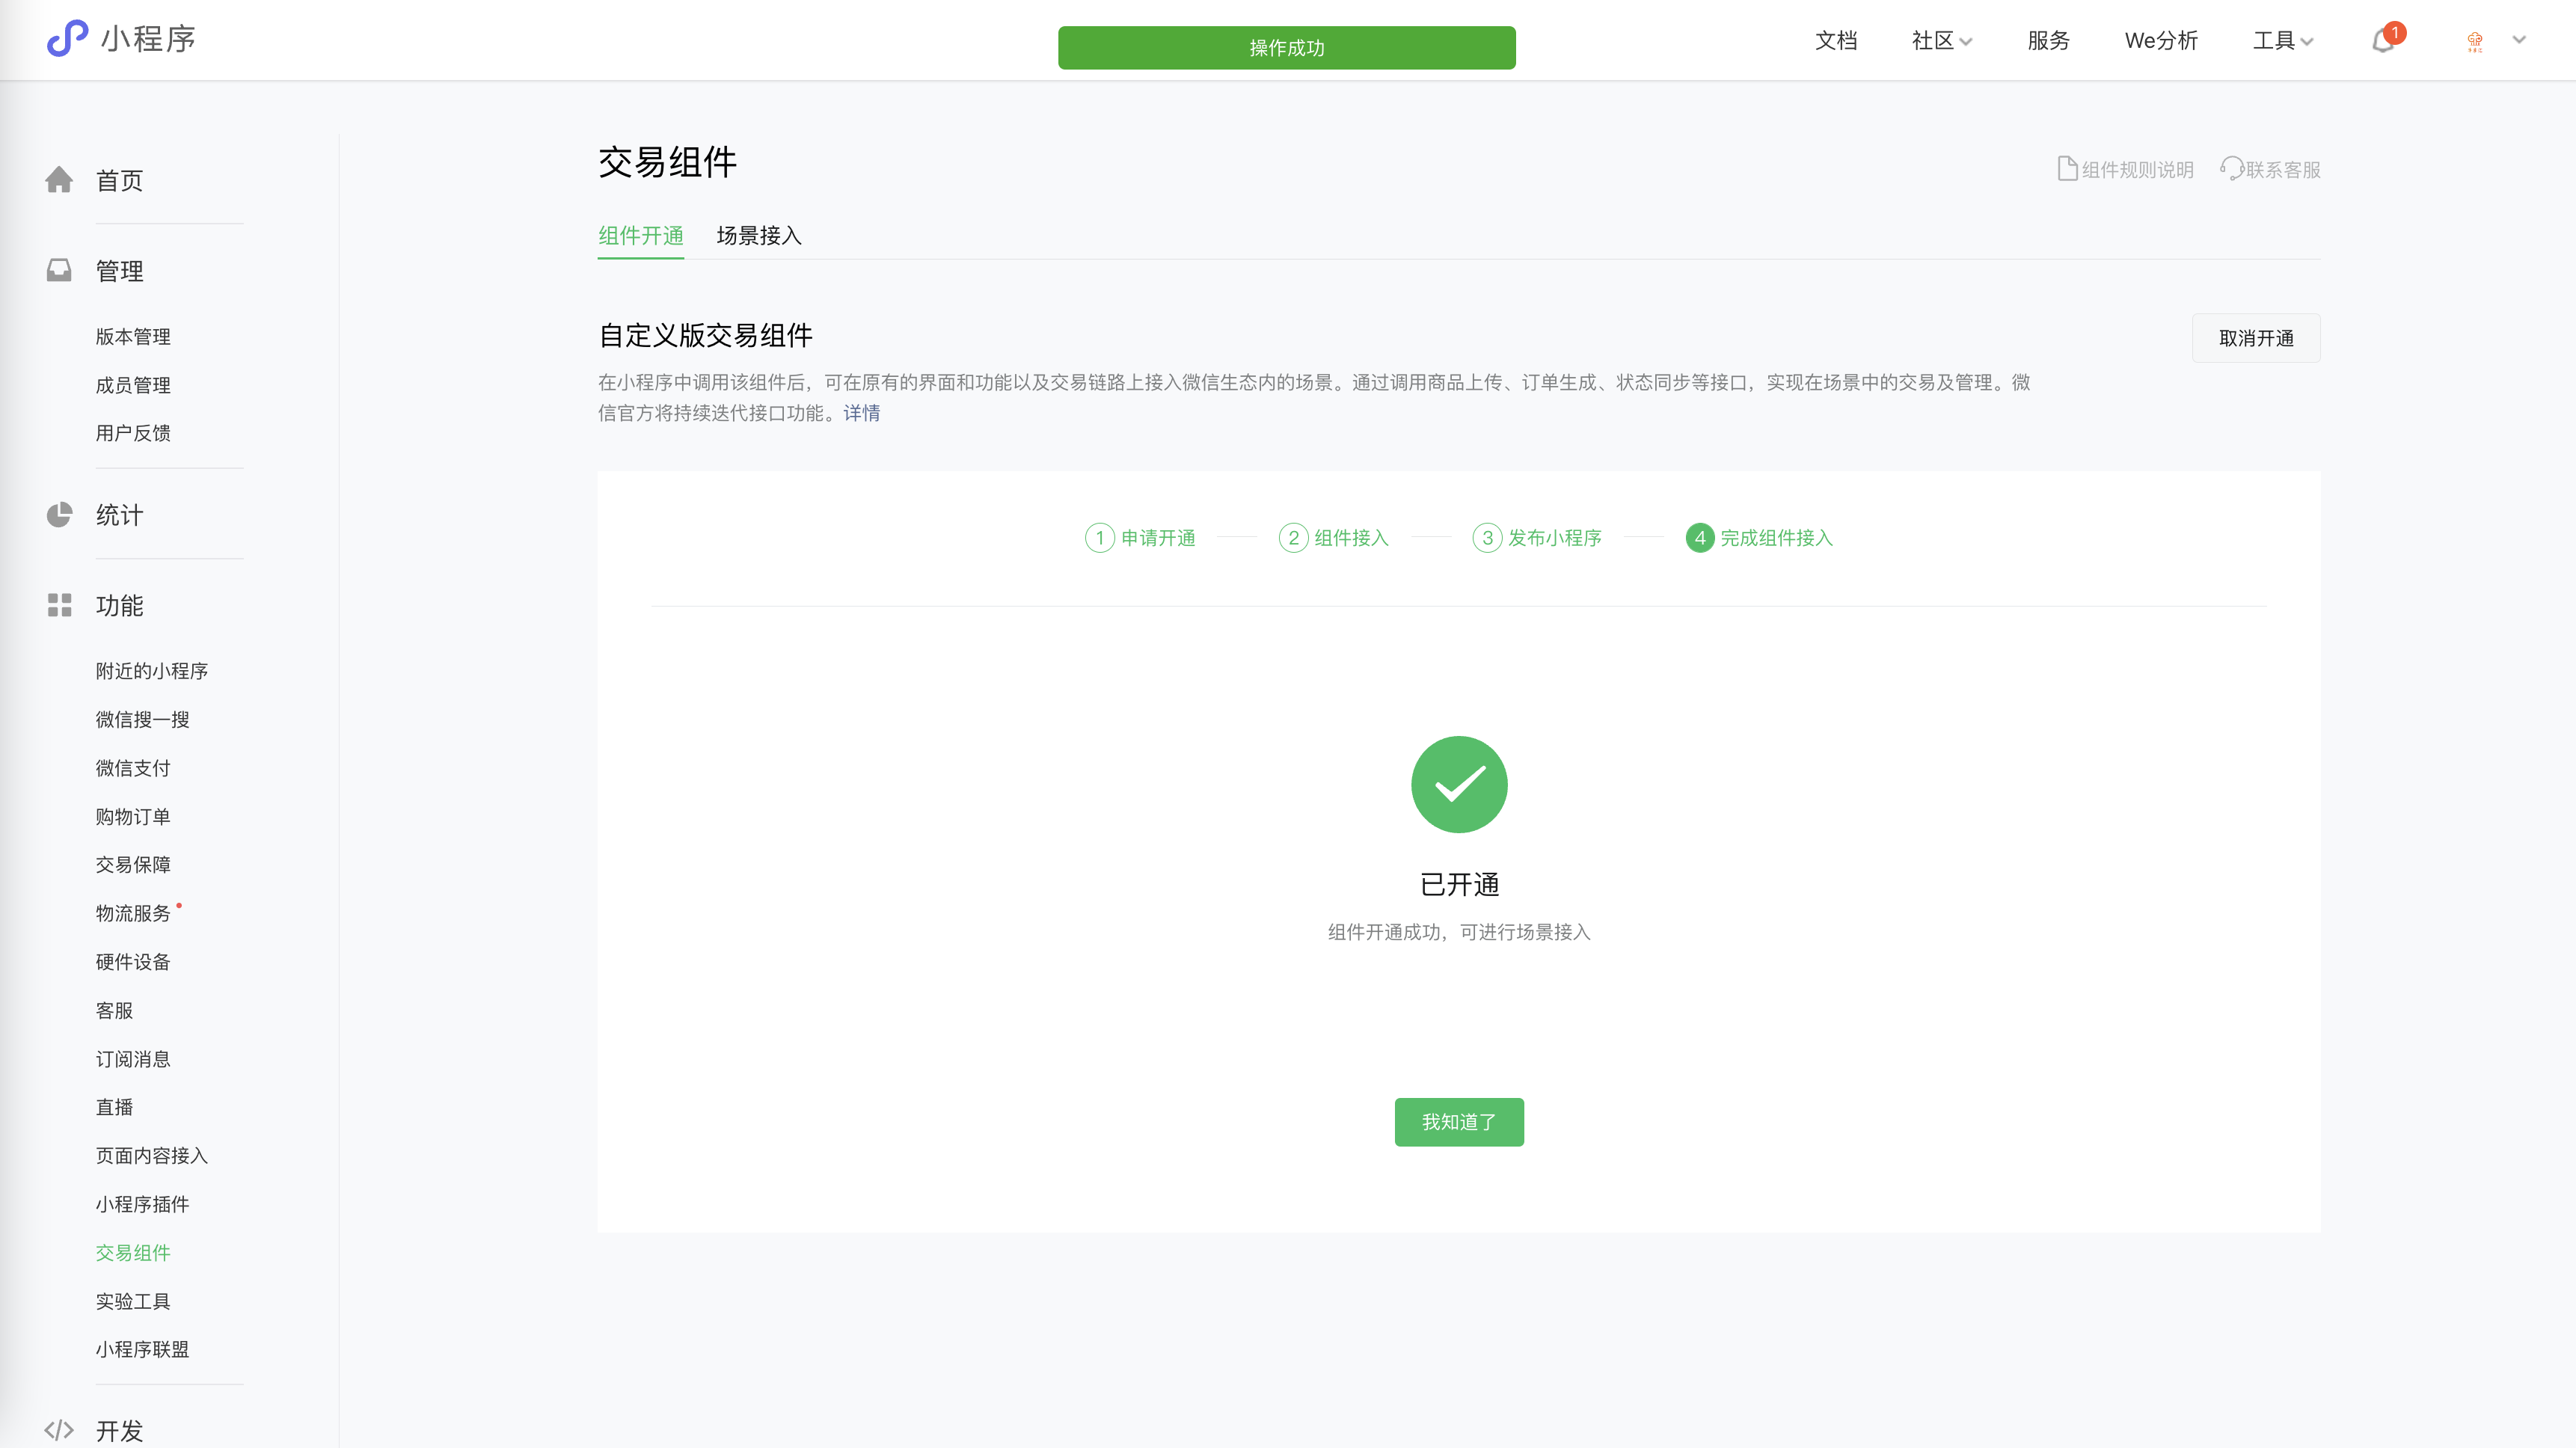 小程序
操作成功
文档
社区
服务
We分析
工具
1
首页
管理
版本管理
成员管理
用户反馈
统计
功能
附近的小程序
微信搜一搜
微信支付
购物订单
交易保障
物流服务
硬件设备
客服
订阅消息
直播
页面内容接入
小程序插件
交易组件
实验工具
小程序联盟
开发
交易组件
组件规则说明
联系客服
组件开通
场景接入
自定义版交易组件
取消开通
在小程序中调用该组件后，可在原有的界面和功能以及交易链路上接入微信生态内的场景。通过调用商品上传、订单生成、状态同步等接口，实现在场景中的交易及管理。微
信官方将持续迭代接口功能。详情
1 申请开通
2 组件接入
3 发布小程序
4 完成组件接入
已开通
组件开通成功，可进行场景接入
我知道了